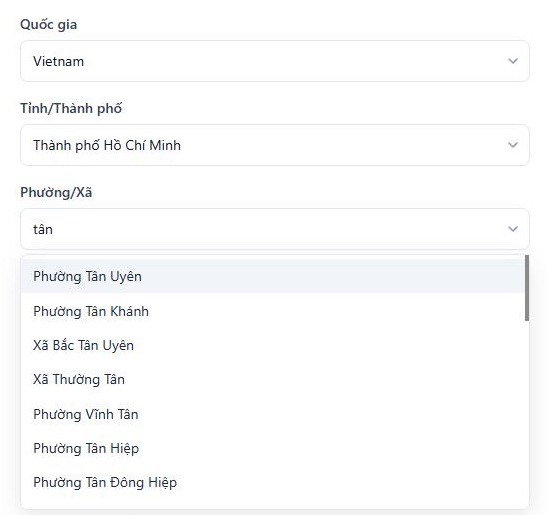 Quốc gia
Vietnam
Tỉnh/Thành phố
Thành phố Hồ Chí Minh
Phường/Xã
tân
Phường Tân Uyên
Phường Tân Khánh
Xã Bắc Tân Uyên
Xã Thường Tân
Phường Vĩnh Tân
Phường Tân Hiệp
Phường Tân Đông Hiệp